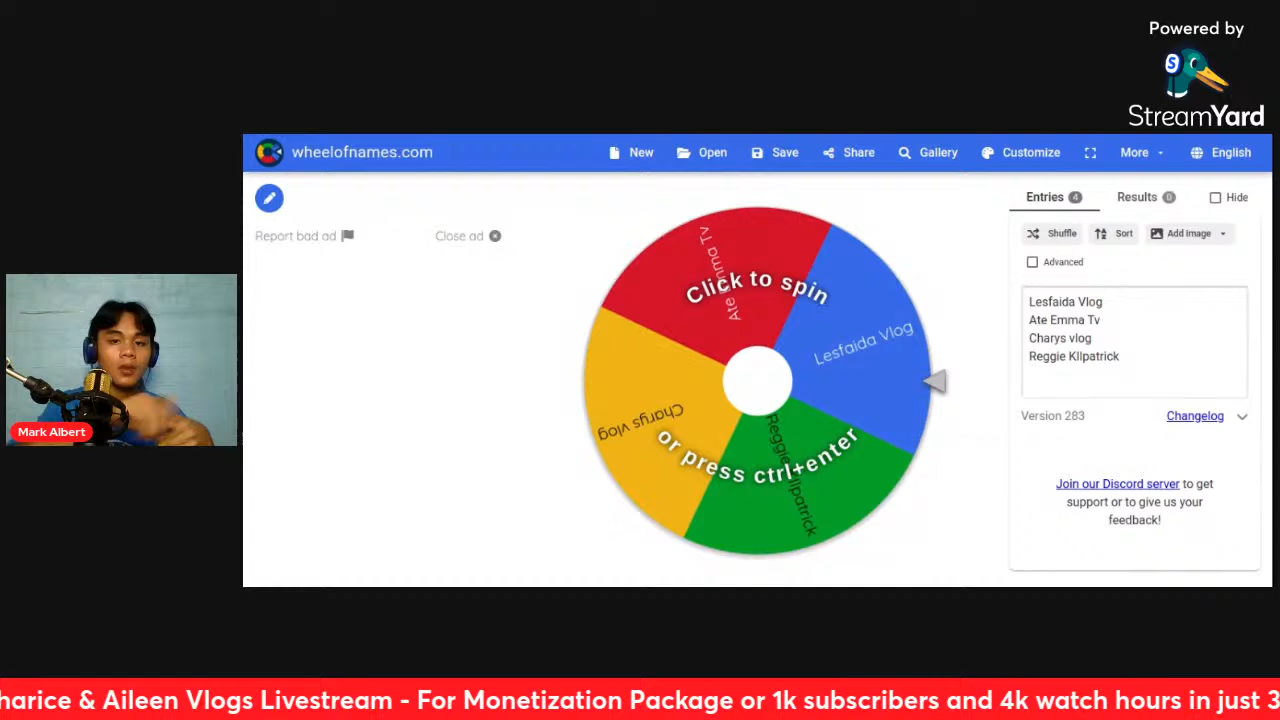 Powered by
StreamYard
wheelofnames.com
New
Open
Save
Share
Gallery
Customize
More
English
Report bad ad
Close ad
Entries 4
Results 0
Hide
Shuffle
Sort
Add image
Advanced
Lesfaida Vlog
Ate Emma Tv
Charys vlog
Reggie KIlpatrick
Version 283
Changelog
Join our Discord server to get
support or to give us your
feedback!
Ate Emma Tv
Click to spin
Lesfaida Vlog
Charys vlog
Reggie KIlpatrick
or press ctrl+enter
Mark Albert
harice & Aileen Vlogs Livestream - For Monetization Package or 1k subscribers and 4k watch hours in just 3